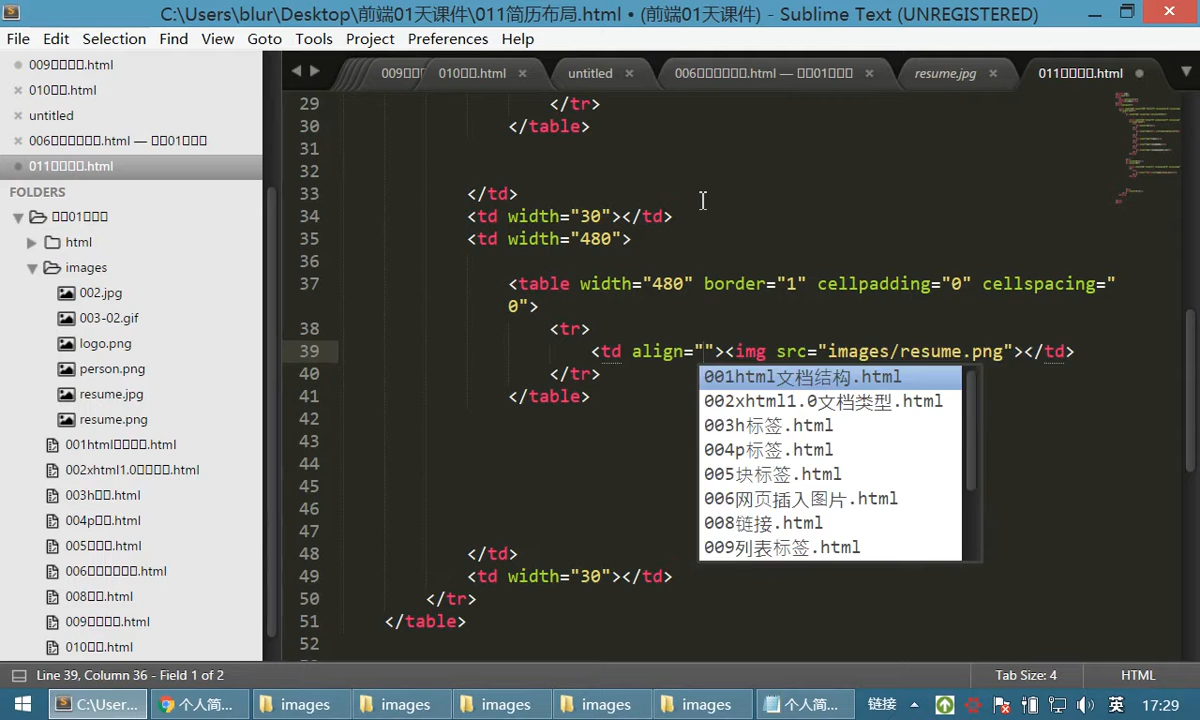 C:\Users\blur\Desktop\前端01天课件\011简历布局.html • (前端01天课件) - Sublime Text (UNREGISTERED)
File Edit Selection Find View Goto Tools Project Preferences Help
009□□□□.html
010□□.html
untitled
006□□□□□□.html — □□01□□□
011□□□□.html
FOLDERS
□□01□□□
html
images
002.jpg
003-02.gif
logo.png
person.png
resume.jpg
resume.png
001html□□□□.html
002xhtml1.0□□□□.html
003h□□.html
004p□□.html
005□□□.html
006□□□□□□.html
008□□.html
009□□□□.html
010□□.html
009□□ 010□□.html untitled 006□□□□□□.html — □□01□□□ resume.jpg 011□□□□.html
29 </tr>
30 </table>
31
32
33 </td>
34 <td width="30"></td>
35 <td width="480">
36
37 <table width="480" border="1" cellpadding="0" cellspacing="
0">
38 <tr>
39 <td align=""><img src="images/resume.png"></td>
40 </tr>
41 </table>
42
43
44
45
46
47
48 </td>
49 <td width="30"></td>
50 </tr>
51 </table>
52
001html文档结构.html
002xhtml1.0文档类型.html
003h标签.html
004p标签.html
005块标签.html
006网页插入图片.html
008链接.html
009列表标签.html
Line 39, Column 36 - Field 1 of 2 Tab Size: 4 HTML
C:\User... 个人简... images images images images images 个人简... 链接 英 17:29